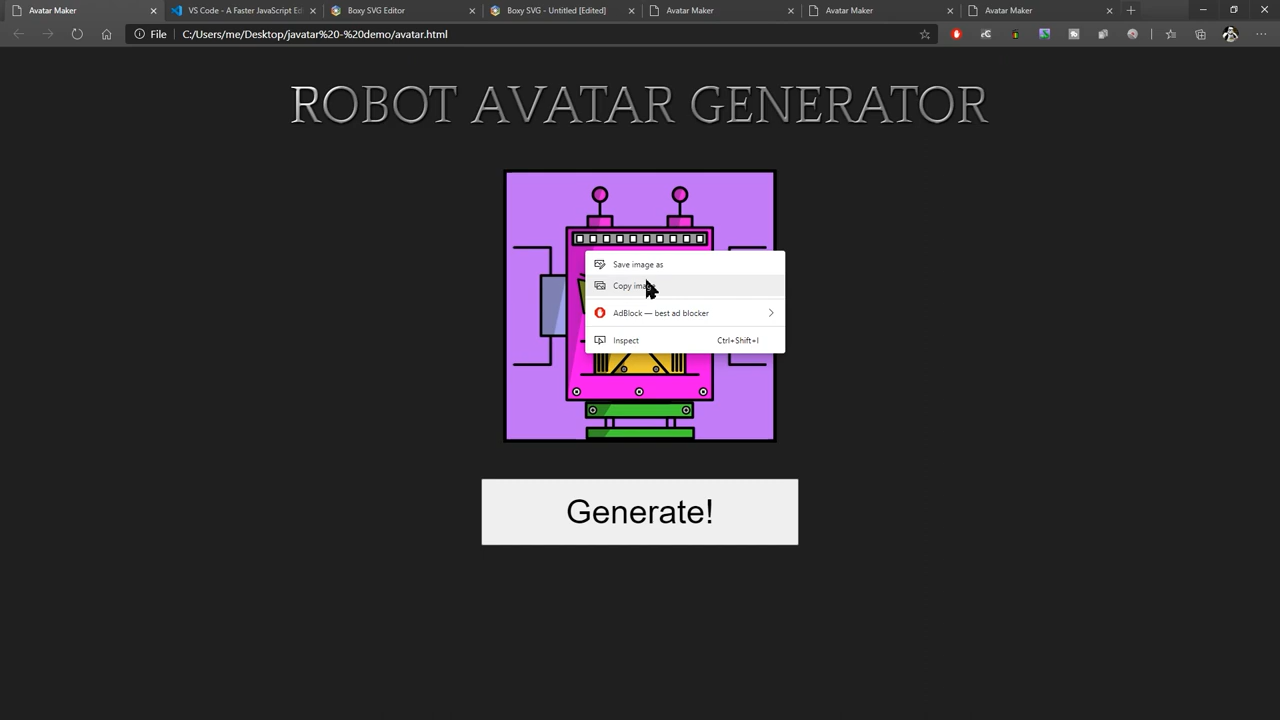 Avatar Maker
VS Code - A Faster JavaScript Ed
Boxy SVG Editor
Boxy SVG - Untitled [Edited]
Avatar Maker
Avatar Maker
Avatar Maker
File
C:/Users/me/Desktop/javatar%20-%20demo/avatar.html
ROBOT AVATAR GENERATOR
Save image as
Copy image
AdBlock — best ad blocker
Inspect Ctrl+Shift+I
Generate!